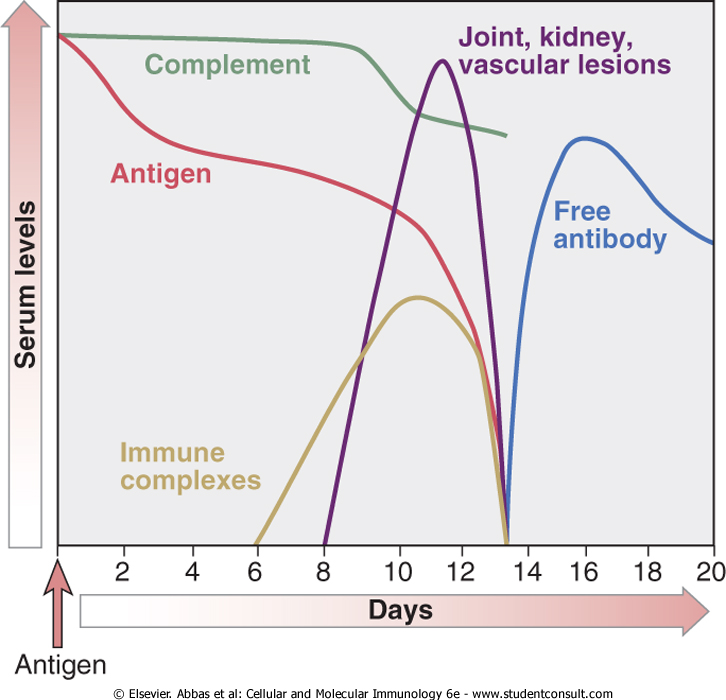 Joint, kidney,
vascular lesions
Complement
Antigen
Free
antibody
Immune
complexes
Serum levels
2 4 6 8 10 12 14 16 18 20
Days
Antigen
© Elsevier. Abbas et al: Cellular and Molecular Immunology 6e - www.studentconsult.com